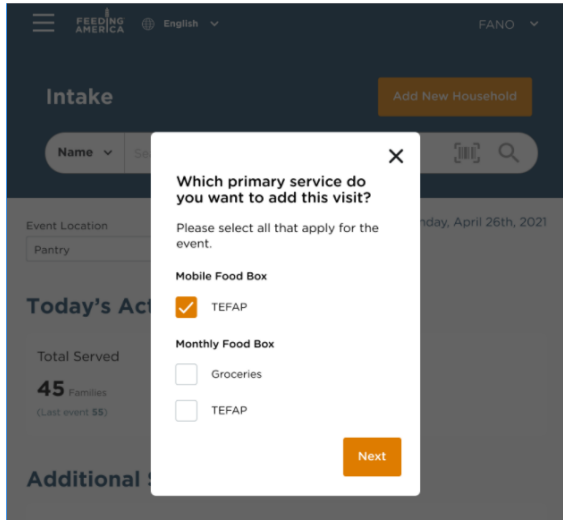 FEEDING
AMERICA
English
FANO
Intake
Add New Household
Name
Which primary service do
you want to add this visit?
Event Location
nday, April 26th, 2021
Please select all that apply for the
event.
Pantry
Mobile Food Box
TEFAP
Today's Act
Monthly Food Box
Total Served
Groceries
45 Families
(Last event 55)
TEFAP
Next
Additional